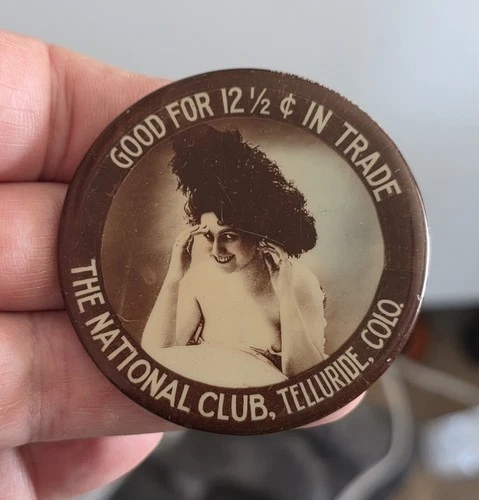 GOOD FOR 12 ½ ¢ IN TRADE
THE NATIONAL CLUB, TELLURIDE, COLO.